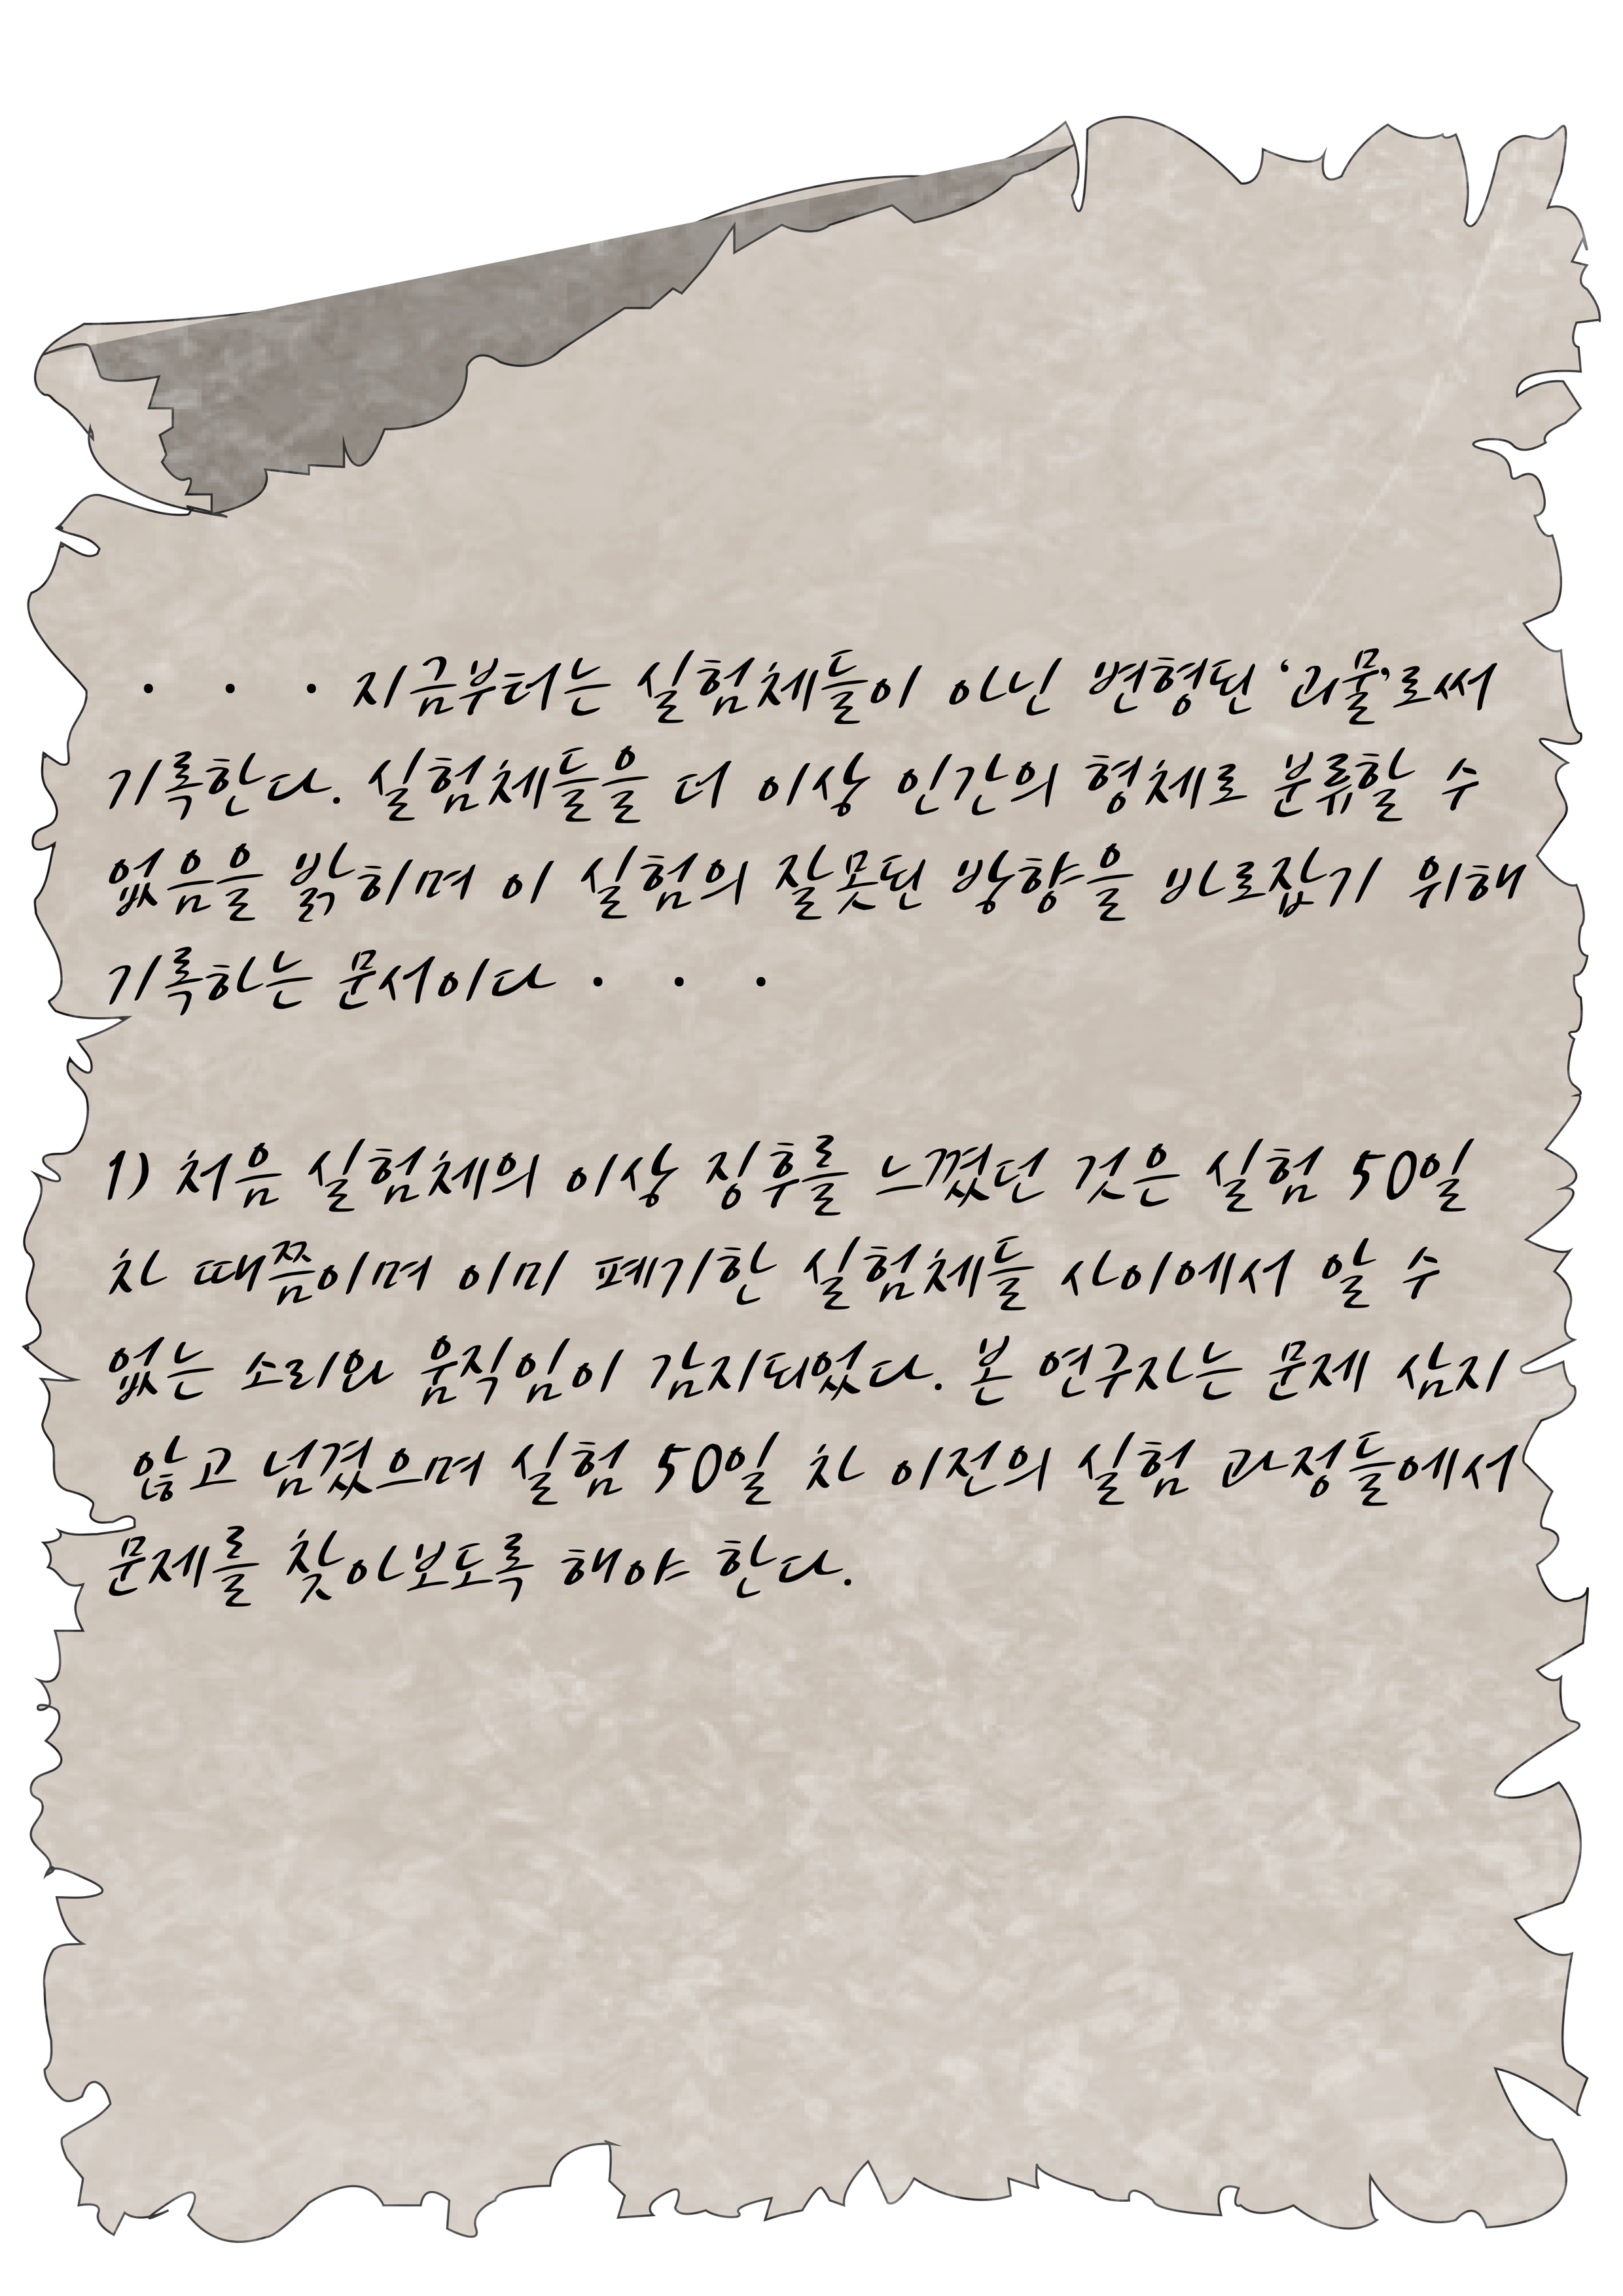 · · · 지금부터는 실험체들이 아닌 변형된 ‘괴물’로써
기록한다. 실험체들을 더 이상 인간의 형체로 분류할 수
없음을 밝히며 이 실험의 잘못된 방향을 바로잡기 위해
기록하는 문서이다 · · ·
1) 처음 실험체의 이상 징후를 느꼈던 것은 실험 50일
차 때쯤이며 이미 폐기한 실험체들 사이에서 알 수
없는 소리와 움직임이 감지되었다. 본 연구자는 문제 삼지
않고 넘겼으며 실험 50일 차 이전의 실험 과정들에서
문제를 찾아보도록 해야 한다.